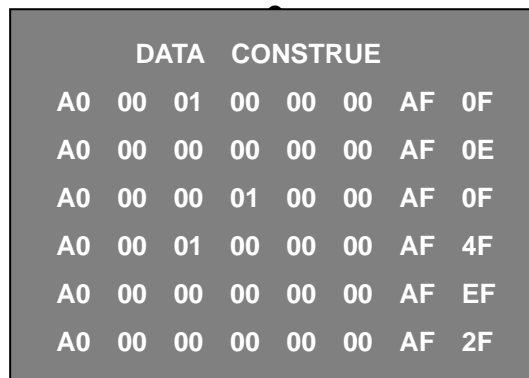 DATA CONSTRUE
A0 00 01 00 00 00 AF 0F
A0 00 00 00 00 00 AF 0E
A0 00 00 01 00 00 AF 0F
A0 00 01 00 00 00 AF 4F
A0 00 00 00 00 00 AF EF
A0 00 00 00 00 00 AF 2F